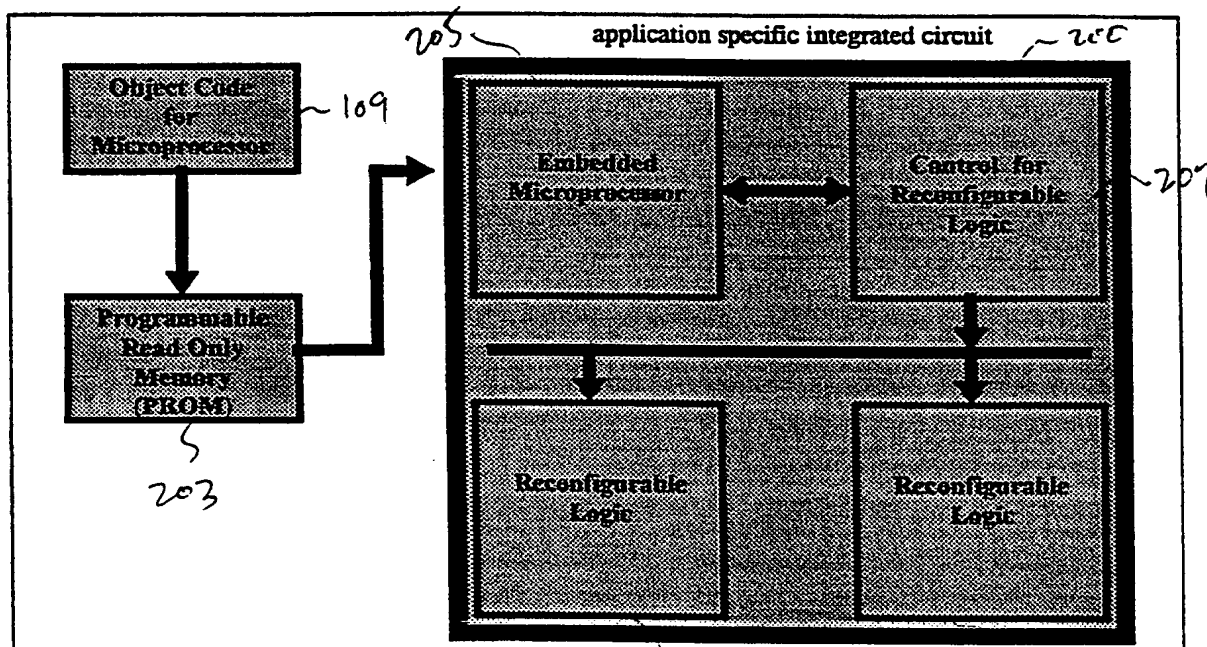 205
application specific integrated circuit
Object Code
for
Microprocessor
109
Embedded
Microprocessor
Control for
Reconfigurable
Logic
207
Programmable
Read Only
Memory
(PROM)
203
Reconfigurable
Logic
Reconfigurable
Logic